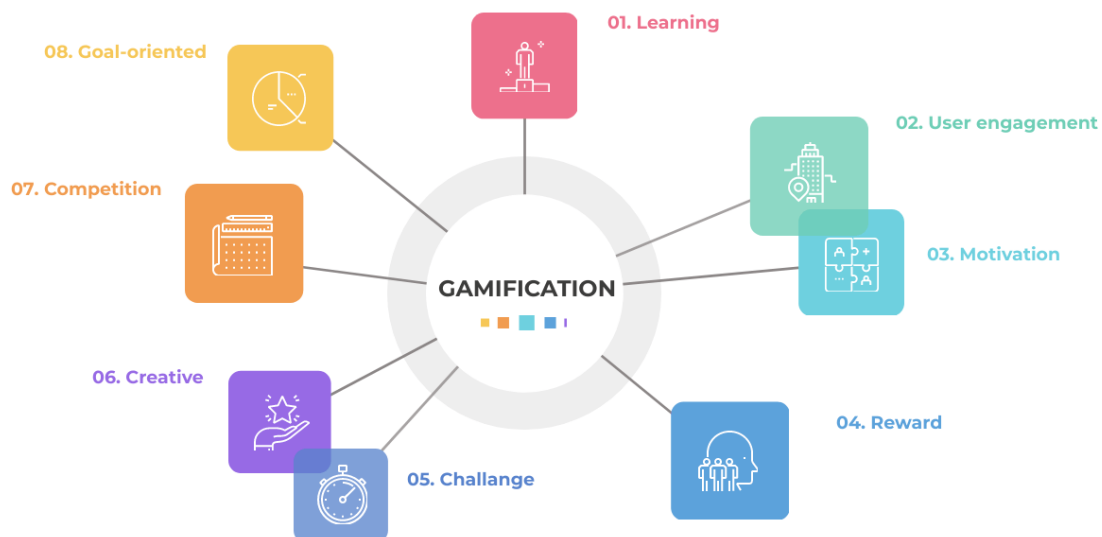 01. Learning
08. Goal-oriented
02. User engagement
07. Competition
03. Motivation
GAMIFICATION
06. Creative
04. Reward
05. Challange